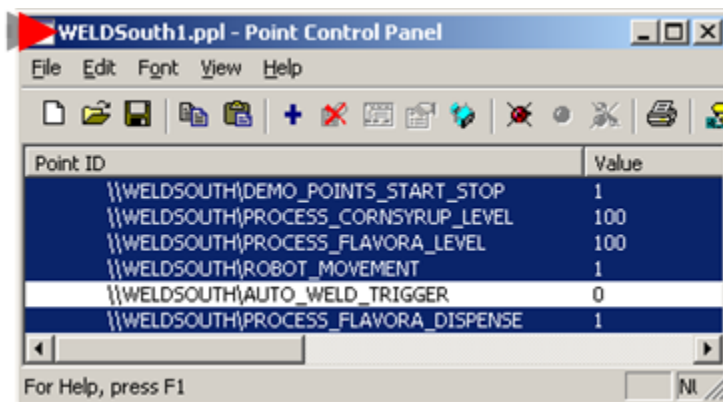 WELDSouth1.ppl - Point Control Panel
File Edit Font View Help
Point ID Value
\\WELDSOUTH\DEMO_POINTS_START_STOP 1
\\WELDSOUTH\PROCESS_CORNSYRUP_LEVEL 100
\\WELDSOUTH\PROCESS_FLAVORA_LEVEL 100
\\WELDSOUTH\ROBOT_MOVEMENT 1
\\WELDSOUTH\AUTO_WELD_TRIGGER 0
\\WELDSOUTH\PROCESS_FLAVORA_DISPENSE 1
For Help, press F1